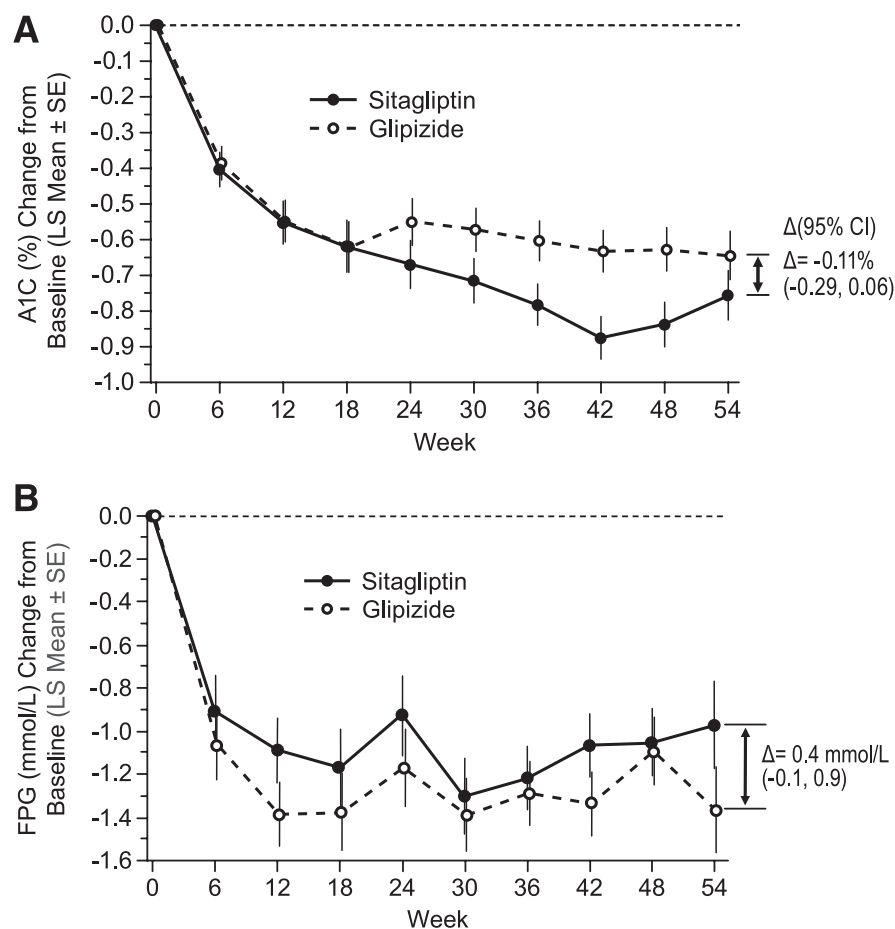 A
A1C (%) Change from
Baseline (LS Mean ± SE)
0.0
-0.1
-0.2
-0.3
-0.4
-0.5
-0.6
-0.7
-0.8
-0.9
-1.0
Sitagliptin
Glipizide
Δ(95% CI)
Δ= -0.11%
(-0.29, 0.06)
0 6 12 18 24 30 36 42 48 54
Week
B
FPG (mmol/L) Change from
Baseline (LS Mean ± SE)
0.0
-0.2
-0.4
-0.6
-0.8
-1.0
-1.2
-1.4
-1.6
Sitagliptin
Glipizide
Δ= 0.4 mmol/L
(-0.1, 0.9)
0 6 12 18 24 30 36 42 48 54
Week